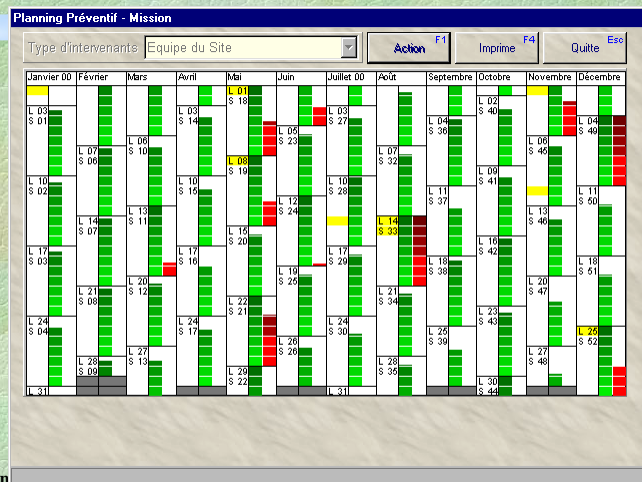 Planning Préventif - Mission
Type d'intervenants Equipe du Site Action F1 Imprime F4 Quitte Esc
Janvier 00 Février Mars Avril Mai Juin Juillet 00 Août Septembre Octobre Novembre Décembre
L 03
S 01
L 10
S 02
L 17
S 03
L 24
S 04
L 31
L 07
S 06
L 14
S 07
L 21
S 08
L 28
S 09
L 06
S 10
L 13
S 11
L 20
S 12
L 27
S 13
L 03
S 14
L 10
S 15
L 17
S 16
L 24
S 17
L 01
S 18
L 08
S 19
L 15
S 20
L 22
S 21
L 29
S 22
L 05
S 23
L 12
S 24
L 19
S 25
L 26
S 26
L 03
S 27
L 10
S 28
L 17
S 29
L 24
S 30
L 31
L 07
S 32
L 14
S 33
L 21
S 34
L 28
S 35
L 04
S 36
L 11
S 37
L 18
S 38
L 25
S 39
L 02
S 40
L 09
S 41
L 16
S 42
L 23
S 43
L 30
S 44
L 06
S 45
L 13
S 46
L 20
S 47
L 27
S 48
L 04
S 49
L 11
S 50
L 18
S 51
L 25
S 52
n